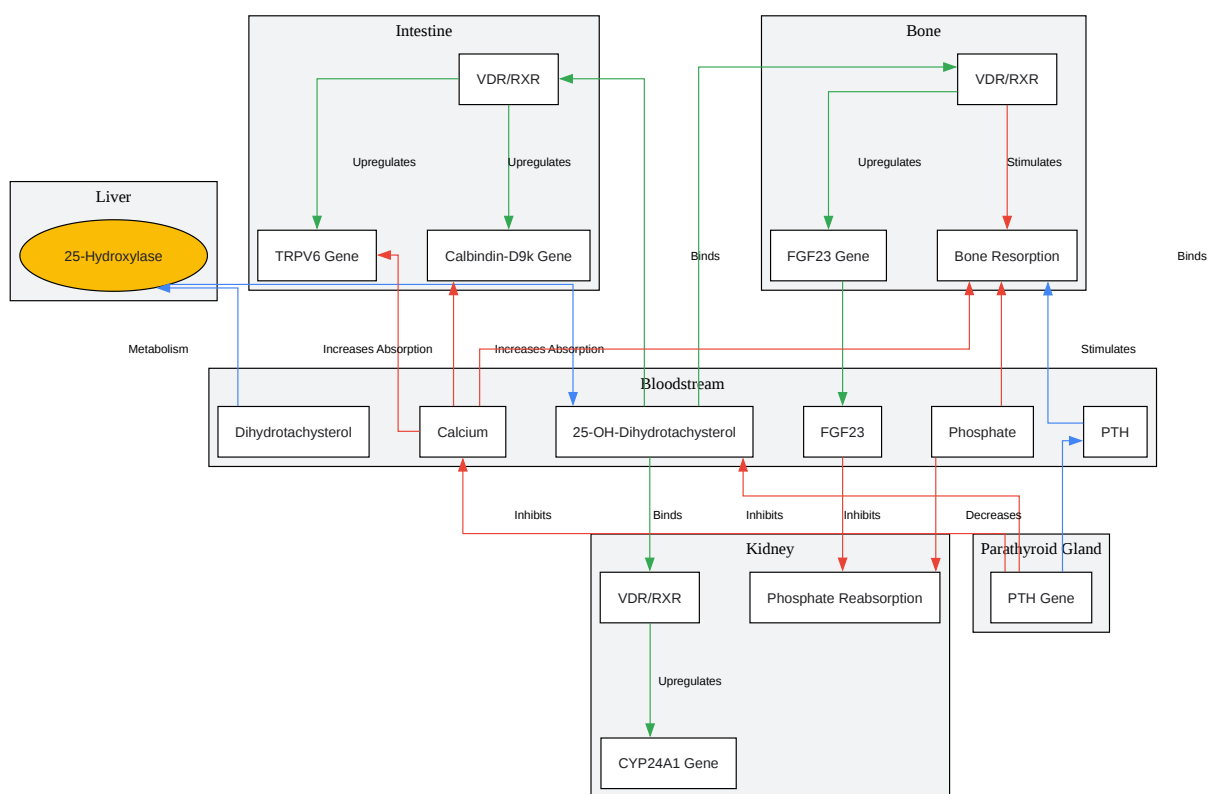 Intestine
Bone
VDR/RXR
VDR/RXR
Upregulates
Upregulates
Upregulates
Stimulates
Liver
25-Hydroxylase
TRPV6 Gene
Calbindin-D9k Gene
Binds
FGF23 Gene
Bone Resorption
Binds
Metabolism
Increases Absorption
Increases Absorption
Stimulates
Bloodstream
Dihydrotachysterol
Calcium
25-OH-Dihydrotachysterol
FGF23
Phosphate
PTH
Inhibits
Binds
Inhibits
Inhibits
Decreases
Kidney
Parathyroid Gland
VDR/RXR
Phosphate Reabsorption
PTH Gene
Upregulates
CYP24A1 Gene